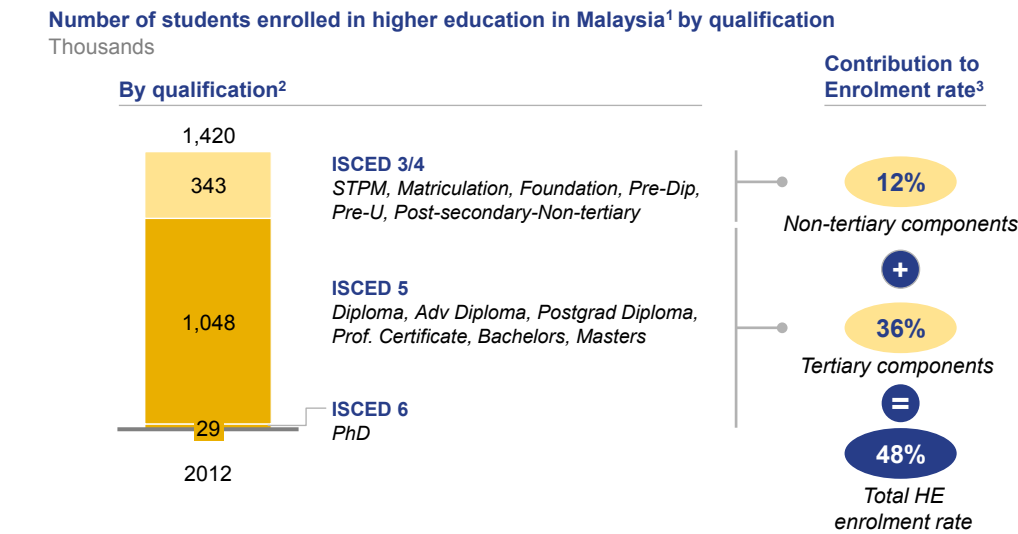 Number of students enrolled in higher education in Malaysia¹ by qualification
Thousands
By qualification²
Contribution to
Enrolment rate³
1,420
343
ISCED 3/4
STPM, Matriculation, Foundation, Pre-Dip,
Pre-U, Post-secondary-Non-tertiary
12%
Non-tertiary components
+
1,048
ISCED 5
Diploma, Adv Diploma, Postgrad Diploma,
Prof. Certificate, Bachelors, Masters
36%
Tertiary components
=
29
ISCED 6
PhD
48%
Total HE
enrolment rate
2012